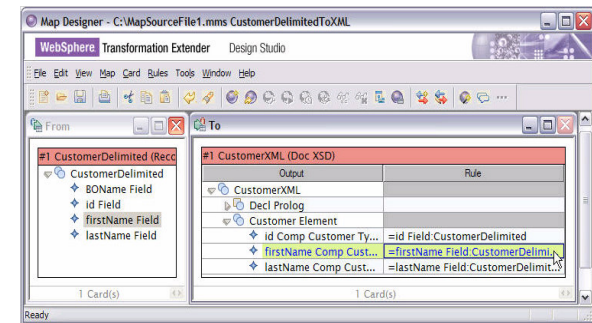 Map Designer - C:\MapSourceFile1.mms CustomerDelimitedToXML
WebSphere Transformation Extender Design Studio
File Edit View Map Card Rules Tools Window Help
From
To
#1 CustomerDelimited (Recc
CustomerDelimited
BOName Field
id Field
firstName Field
lastName Field
1 Card(s)
#1 CustomerXML (Doc XSD)
Output Rule
CustomerXML
Decl Prolog
Customer Element
id Comp Customer Ty... =id Field:CustomerDelimited
firstName Comp Cust... =firstName Field:CustomerDelimi...
lastName Comp Cust... =lastName Field:CustomerDelimit...
1 Card(s)
Ready